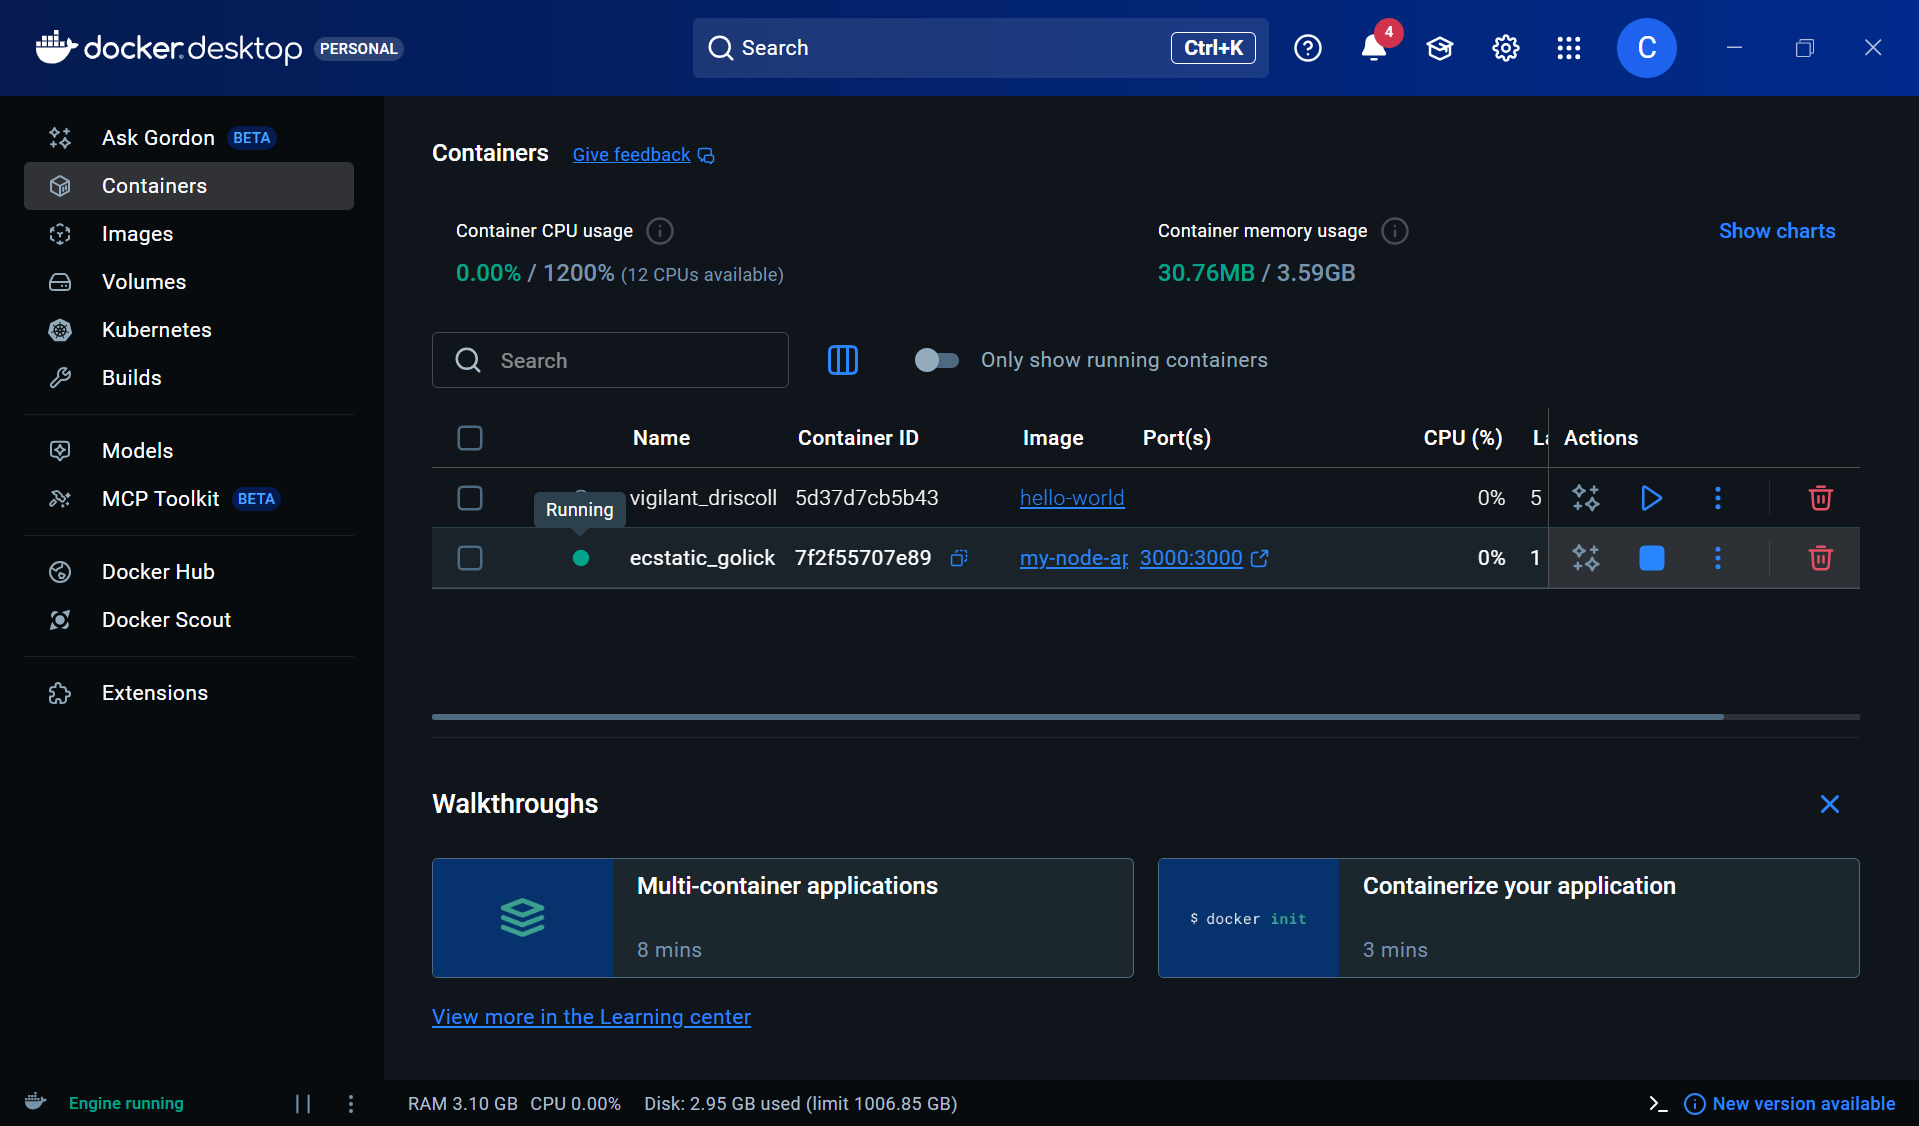 docker desktop PERSONAL
Search Ctrl+K
4
C
Ask Gordon BETA
Containers
Images
Volumes
Kubernetes
Builds
Models
MCP Toolkit BETA
Docker Hub
Docker Scout
Extensions
Containers Give feedback
Container CPU usage
0.00% / 1200% (12 CPUs available)
Container memory usage
30.76MB / 3.59GB
Show charts
Search
Only show running containers
Name Container ID Image Port(s) CPU (%) La Actions
vigilant_driscoll 5d37d7cb5b43 hello-world 0% 5
Running
ecstatic_golick 7f2f55707e89 my-node-ap 3000:3000 0% 1
Walkthroughs
Multi-container applications
8 mins
$ docker init
Containerize your application
3 mins
View more in the Learning center
Engine running
RAM 3.10 GB CPU 0.00% Disk: 2.95 GB used (limit 1006.85 GB)
New version available